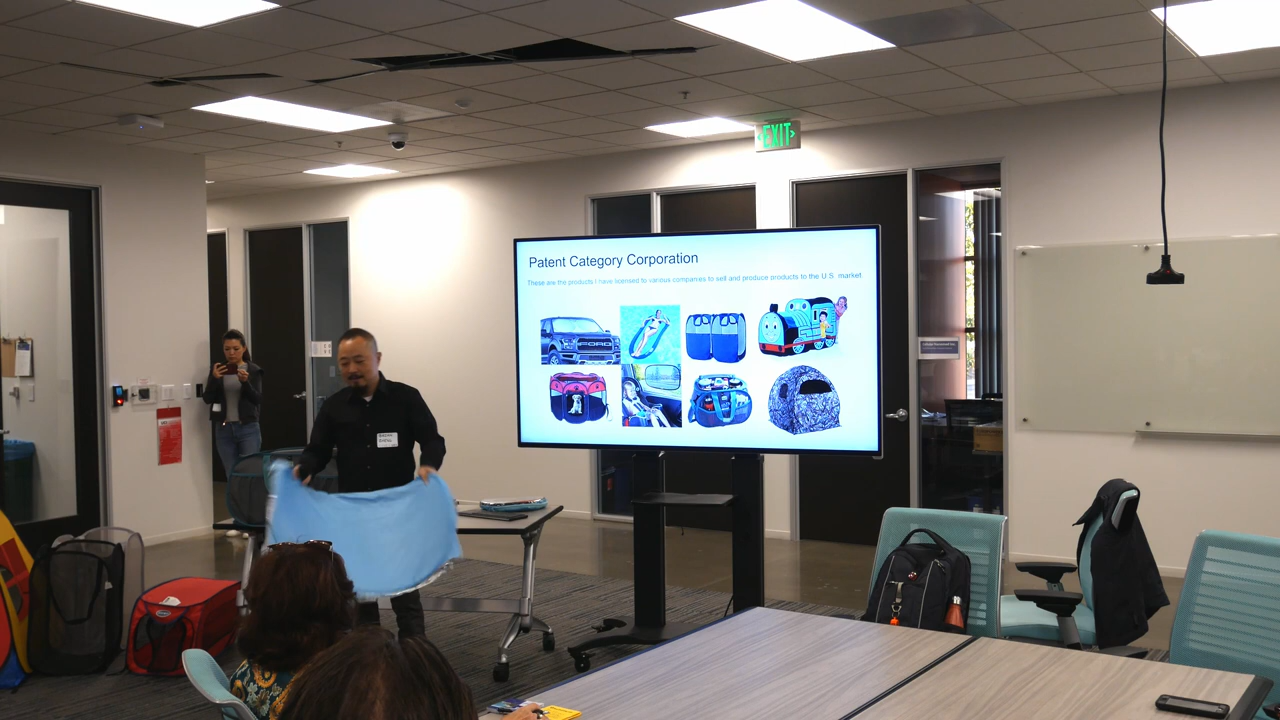 EXIT
Patent Category Corporation
These are the products I have licensed to various companies to sell and produce products to the U.S. market
FORD